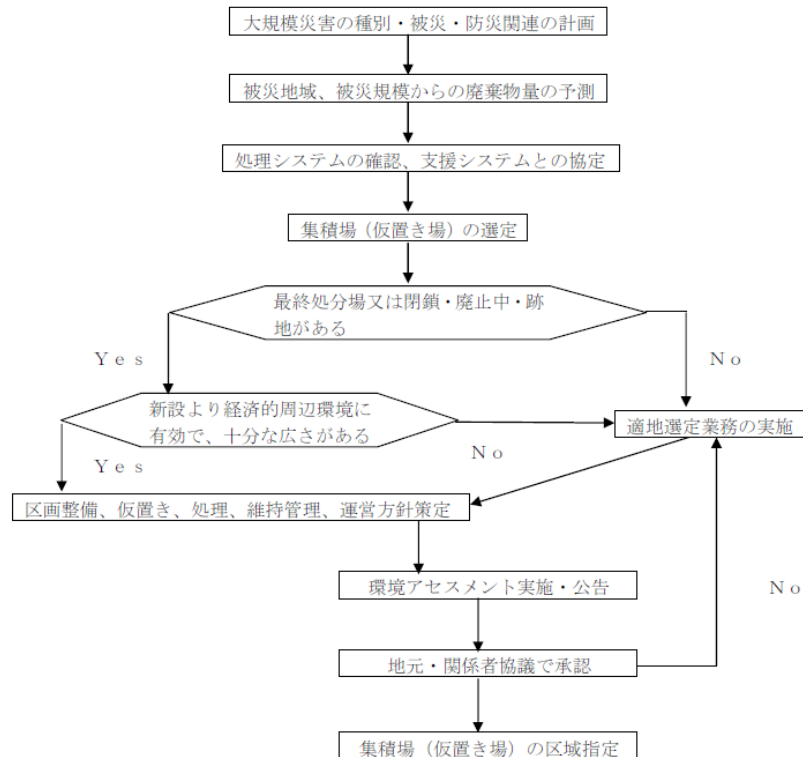 大規模災害の種別・被災・防災関連の計画
被災地域、被災規模からの廃棄物量の予測
処理システムの確認、支援システムとの協定
集積場（仮置き場）の選定
最終処分場又は閉鎖・廃止中・跡
地がある
Yes
No
新設より経済的周辺環境に
有効で、十分な広さがある
適地選定業務の実施
No
Yes
区画整備、仮置き、処理、維持管理、運営方針策定
環境アセスメント実施・公告
No
地元・関係者協議で承認
集積場（仮置き場）の区域指定